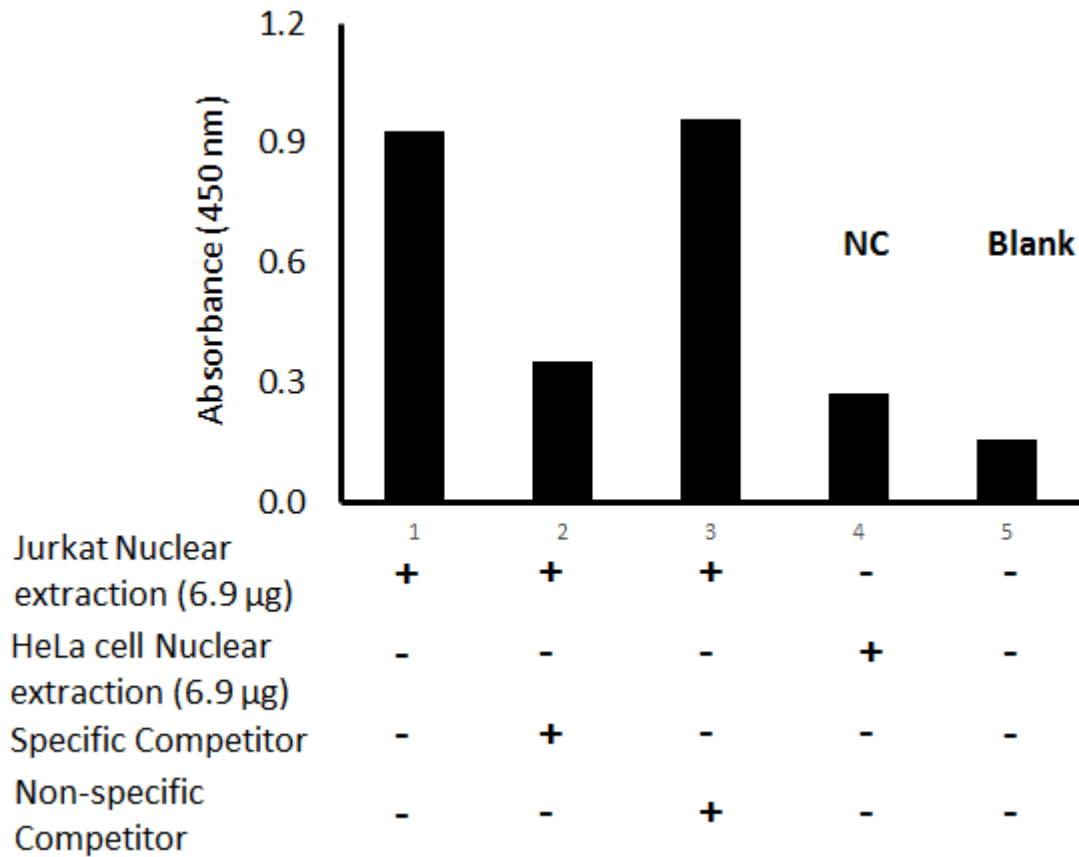 1.2
0.9
0.6
0.3
0.0
Absorbance (450 nm)
NC Blank
1 2 3 4 5
Jurkat Nuclear
extraction (6.9 µg) + + + - -
HeLa cell Nuclear
extraction (6.9 µg) - - - + -
Specific Competitor - + - - -
Non-specific
Competitor - - + - -